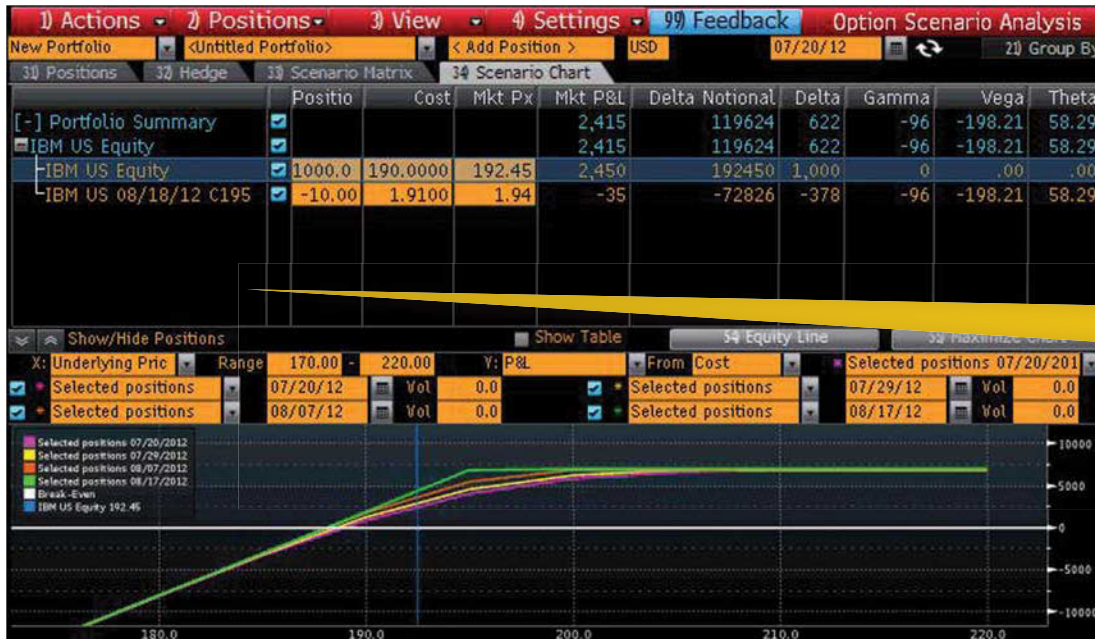 1) Actions 2) Positions 3) View 4) Settings 99) Feedback Option Scenario Analysis
New Portfolio <Untitled Portfolio> < Add Position > USD 07/20/12 21) Group By
31) Positions 32) Hedge 33) Scenario Matrix 34) Scenario Chart
Positio Cost Mkt Px Mkt P&L Delta Notional Delta Gamma Vega Theta
[-] Portfolio Summary 2,415 119624 622 -96 -198.21 58.29
IBM US Equity 2,415 119624 622 -96 -198.21 58.29
IBM US Equity 1000.0 190.0000 192.45 2,450 192450 1,000 0 .00 .00
IBM US 08/18/12 C195 -10.00 1.9100 1.94 -35 -72826 -378 -96 -198.21 58.29
Show/Hide Positions Show Table 54) Equity Line
X: Underlying Pric Range 170.00 - 220.00 Y: P&L From Cost Selected positions 07/20/201
Selected positions 07/20/12 Vol 0.0 Selected positions 07/29/12 Vol 0.0
Selected positions 08/07/12 Vol 0.0 Selected positions 08/17/12 Vol 0.0
Selected positions 07/20/2012
Selected positions 07/29/2012
Selected positions 08/07/2012
Selected positions 08/17/2012
Break-Even
IBM US Equity 192.45
10000
5000
0
-5000
-10000
180.0 190.0 200.0 210.0 220.0